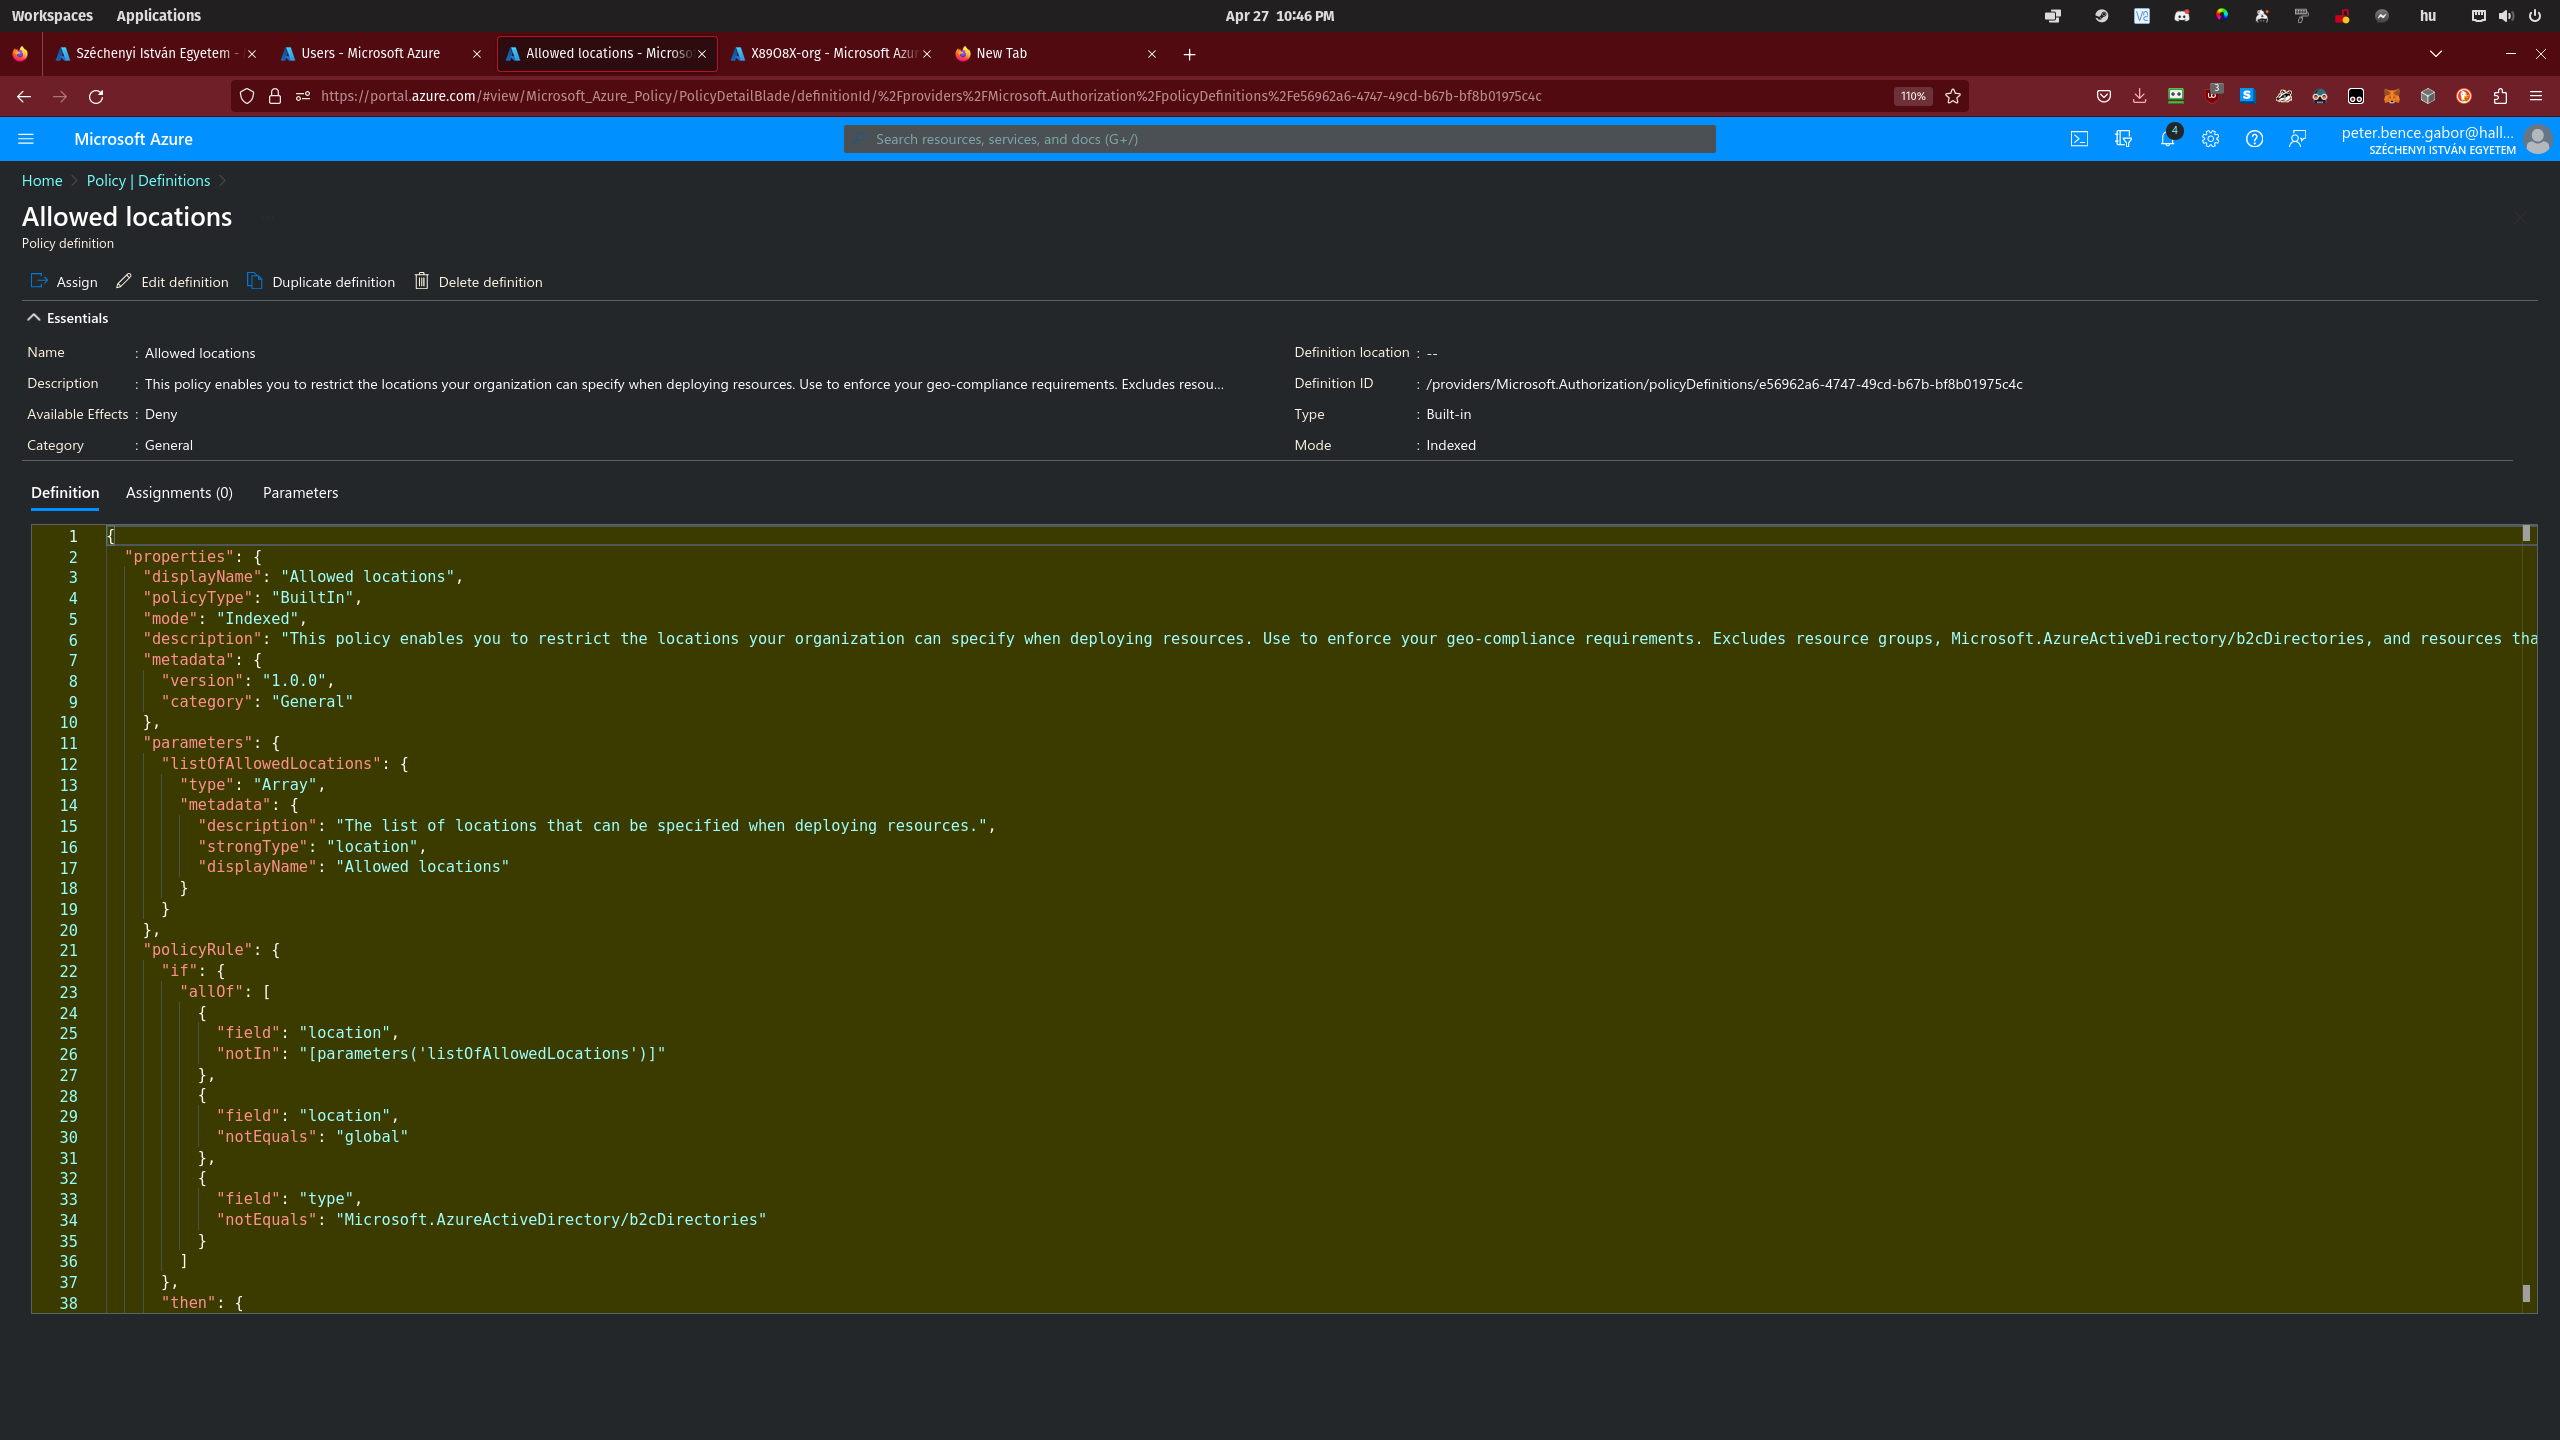 Workspaces Applications Apr 27 10:46 PM hu
Széchenyi István Egyetem - Users - Microsoft Azure Allowed locations - Microso X89O8X-org - Microsoft Azur New Tab
https://portal.azure.com/#view/Microsoft_Azure_Policy/PolicyDetailBlade/definitionId/%2Fproviders%2FMicrosoft.Authorization%2FpolicyDefinitions%2Fe56962a6-4747-49cd-b67b-bf8b01975c4c 110% 3
Microsoft Azure Search resources, services, and docs (G+/) 4 peter.bence.gabor@hall...
SZÉCHENYI ISTVÁN EGYETEM
Home Policy | Definitions
Allowed locations
Policy definition
Assign Edit definition Duplicate definition Delete definition
Essentials
Name : Allowed locations Definition location : --
Description : This policy enables you to restrict the locations your organization can specify when deploying resources. Use to enforce your geo-compliance requirements. Excludes resou... Definition ID : /providers/Microsoft.Authorization/policyDefinitions/e56962a6-4747-49cd-b67b-bf8b01975c4c
Available Effects : Deny Type : Built-in
Category : General Mode : Indexed
Definition Assignments (0) Parameters
1 {
2 "properties": {
3 "displayName": "Allowed locations",
4 "policyType": "BuiltIn",
5 "mode": "Indexed",
6 "description": "This policy enables you to restrict the locations your organization can specify when deploying resources. Use to enforce your geo-compliance requirements. Excludes resource groups, Microsoft.AzureActiveDirectory/b2cDirectories, and resources tha
7 "metadata": {
8 "version": "1.0.0",
9 "category": "General"
10 },
11 "parameters": {
12 "listOfAllowedLocations": {
13 "type": "Array",
14 "metadata": {
15 "description": "The list of locations that can be specified when deploying resources.",
16 "strongType": "location",
17 "displayName": "Allowed locations"
18 }
19 }
20 },
21 "policyRule": {
22 "if": {
23 "allOf": [
24 {
25 "field": "location",
26 "notIn": "[parameters('listOfAllowedLocations')]"
27 },
28 {
29 "field": "location",
30 "notEquals": "global"
31 },
32 {
33 "field": "type",
34 "notEquals": "Microsoft.AzureActiveDirectory/b2cDirectories"
35 }
36 ]
37 },
38 "then": {